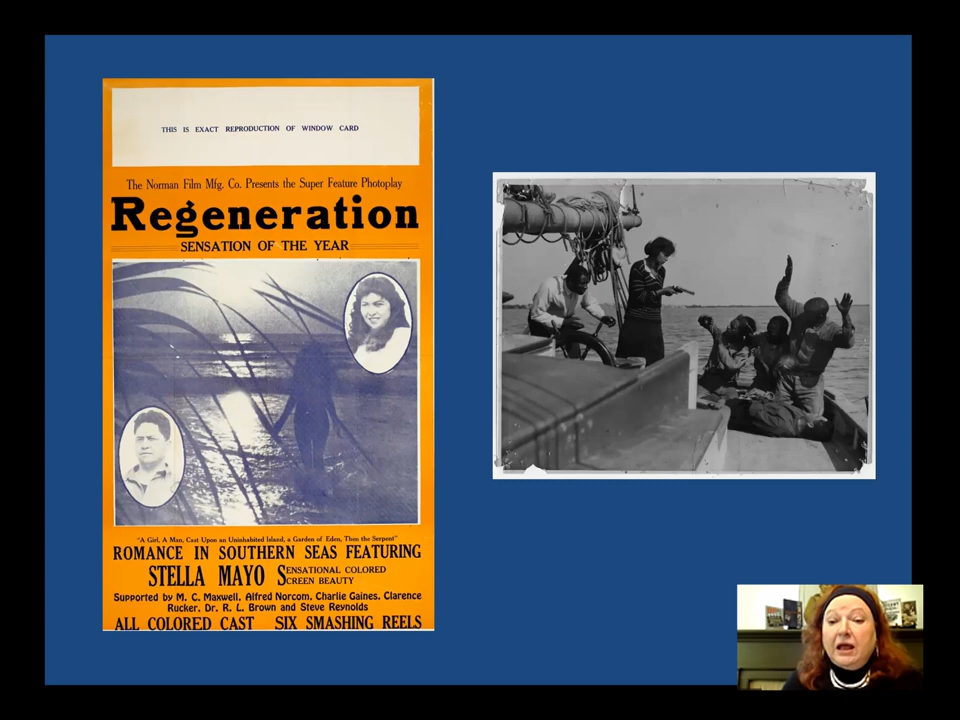 THIS IS EXACT REPRODUCTION OF WINDOW CARD
The Norman Film Mfg. Co. Presents the Super Feature Photoplay
Regeneration
SENSATION OF THE YEAR
"A Girl, A Man, Cast Upon an Uninhabited Island, a Garden of Eden, Then the Serpent"
ROMANCE IN SOUTHERN SEAS FEATURING
STELLA MAYO SENSATIONAL COLORED
SCREEN BEAUTY
Supported by M. C. Maxwell, Alfred Norcom, Charlie Gaines, Clarence
Rucker, Dr. R. L. Brown and Steve Reynolds
ALL COLORED CAST SIX SMASHING REELS